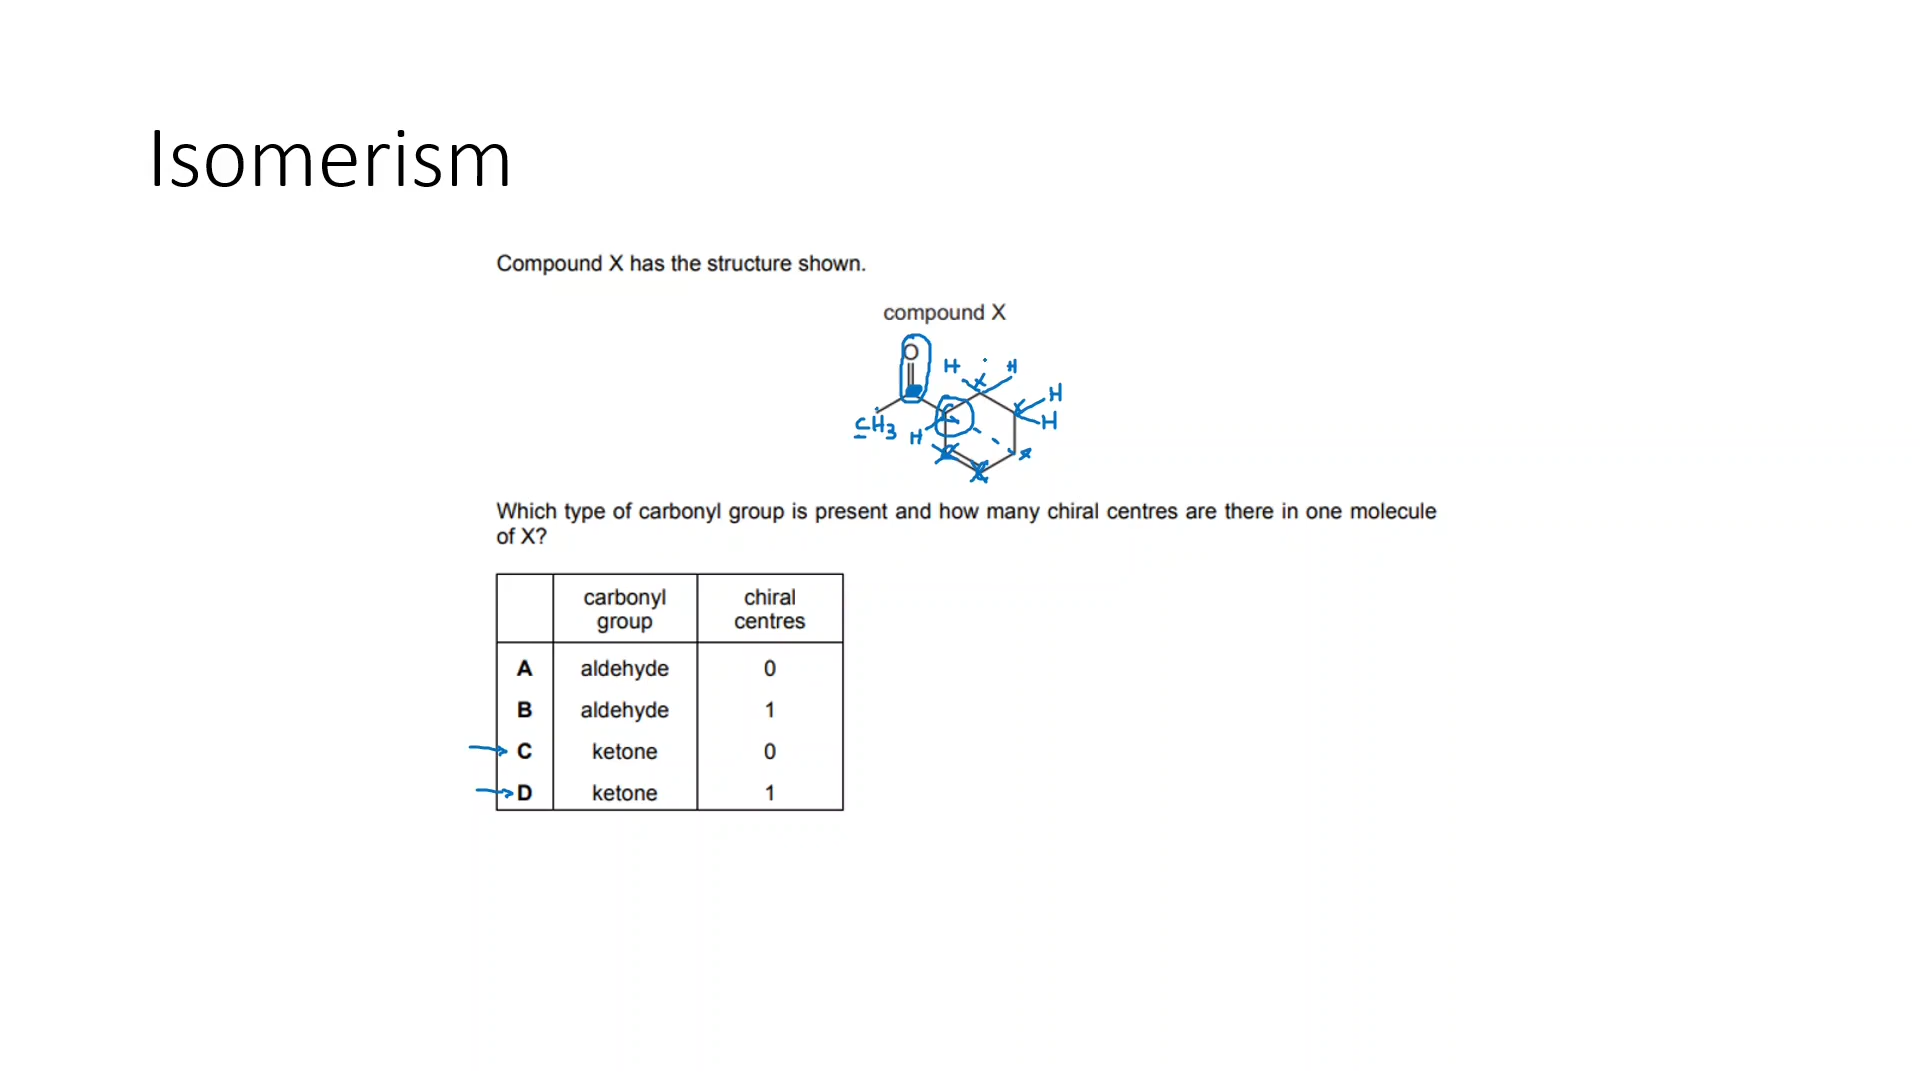 Isomerism
Compound X has the structure shown.
compound X
O
H H
H
C
CH3 H
H
Which type of carbonyl group is present and how many chiral centres are there in one molecule
of X?
carbonyl group chiral centres
A aldehyde 0
B aldehyde 1
C ketone 0
D ketone 1